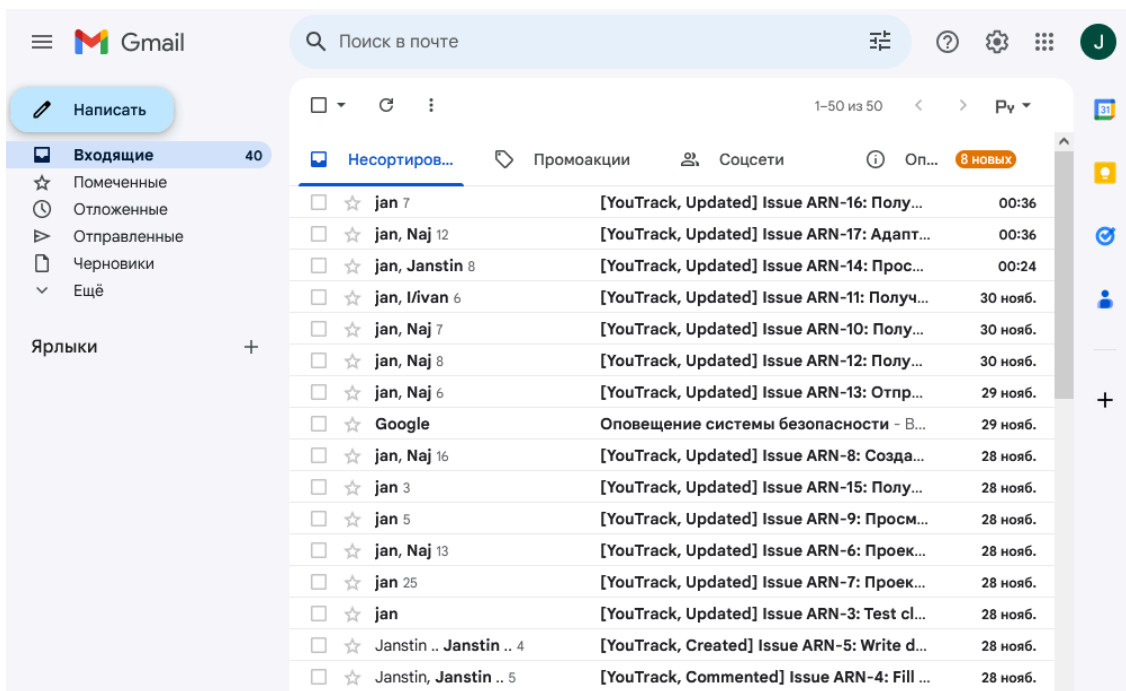 Gmail
Поиск в почте
J
Написать
Входящие 40
Помеченные
Отложенные
Отправленные
Черновики
Ещё
Ярлыки
1–50 из 50
Ру
31
Несортиров... Промоакции Соцсети Оп... 8 новых
jan 7 [YouTrack, Updated] Issue ARN-16: Полу... 00:36
jan, Naj 12 [YouTrack, Updated] Issue ARN-17: Адапт... 00:36
jan, Janstin 8 [YouTrack, Updated] Issue ARN-14: Прос... 00:24
jan, I/ivan 6 [YouTrack, Updated] Issue ARN-11: Получ... 30 нояб.
jan, Naj 7 [YouTrack, Updated] Issue ARN-10: Полу... 30 нояб.
jan, Naj 8 [YouTrack, Updated] Issue ARN-12: Полу... 30 нояб.
jan, Naj 6 [YouTrack, Updated] Issue ARN-13: Отпр... 29 нояб.
Google Оповещение системы безопасности - В... 29 нояб.
jan, Naj 16 [YouTrack, Updated] Issue ARN-8: Созда... 28 нояб.
jan 3 [YouTrack, Updated] Issue ARN-15: Полу... 28 нояб.
jan 5 [YouTrack, Updated] Issue ARN-9: Просм... 28 нояб.
jan, Naj 13 [YouTrack, Updated] Issue ARN-6: Проек... 28 нояб.
jan 25 [YouTrack, Updated] Issue ARN-7: Проек... 28 нояб.
jan [YouTrack, Updated] Issue ARN-3: Test cl... 28 нояб.
Janstin .. Janstin .. 4 [YouTrack, Created] Issue ARN-5: Write d... 28 нояб.
Janstin, Janstin .. 5 [YouTrack, Commented] Issue ARN-4: Fill ... 28 нояб.